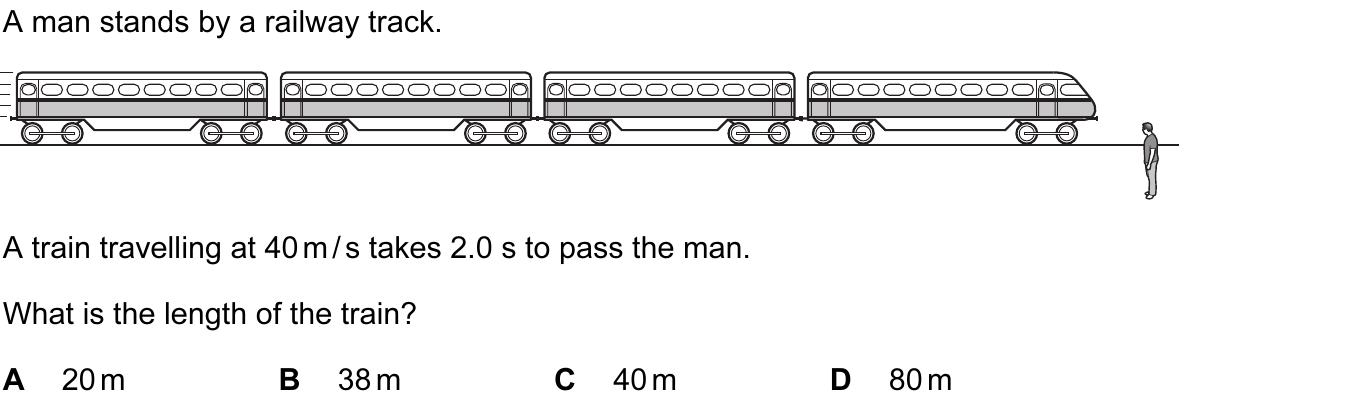 A man stands by a railway track.
A train travelling at 40 m / s takes 2.0 s to pass the man.
What is the length of the train?
A 20 m B 38 m C 40 m D 80 m